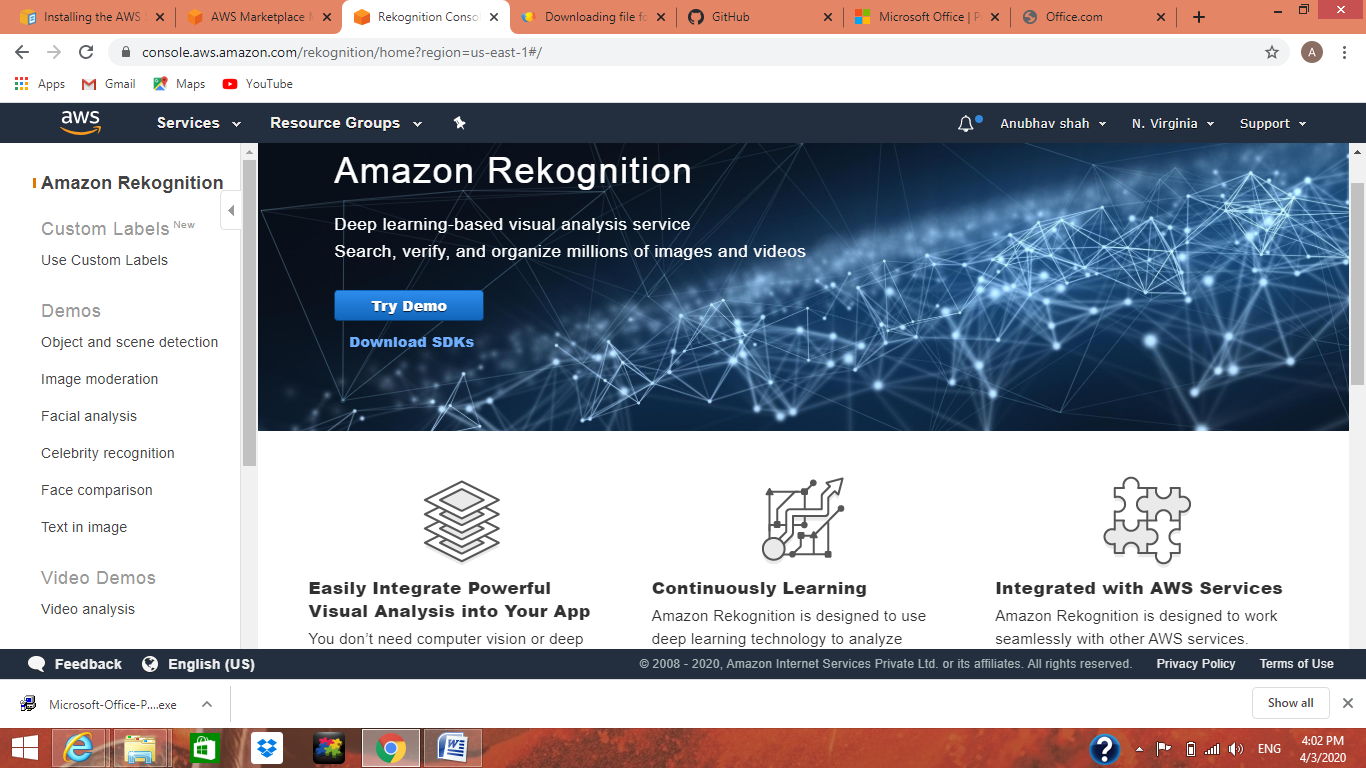 Installing the AWS
AWS Marketplace
Rekognition Conso
Downloading file fo
GitHub
Microsoft Office | P
Office.com
console.aws.amazon.com/rekognition/home?region=us-east-1#/
A
Apps
Gmail
Maps
YouTube
aws
Services
Resource Groups
Anubhav shah
N. Virginia
Support
Amazon Rekognition
Custom Labels New
Use Custom Labels
Demos
Object and scene detection
Image moderation
Facial analysis
Celebrity recognition
Face comparison
Text in image
Video Demos
Video analysis
Amazon Rekognition
Deep learning-based visual analysis service
Search, verify, and organize millions of images and videos
Try Demo
Download SDKs
Easily Integrate Powerful
Visual Analysis into Your App
You don't need computer vision or deep
Continuously Learning
Amazon Rekognition is designed to use
deep learning technology to analyze
Integrated with AWS Services
Amazon Rekognition is designed to work
seamlessly with other AWS services.
Feedback
English (US)
© 2008 - 2020, Amazon Internet Services Private Ltd. or its affiliates. All rights reserved.
Privacy Policy
Terms of Use
Microsoft-Office-P....exe
Show all
ENG
4:02 PM
4/3/2020